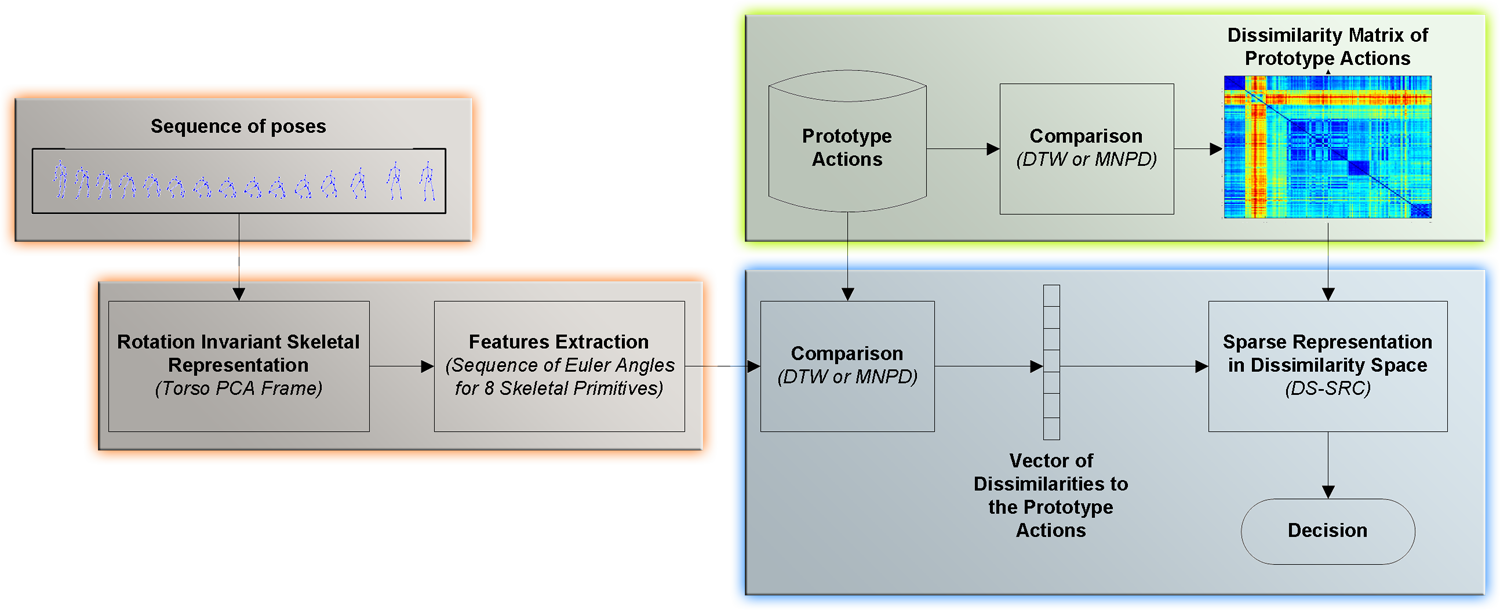 Sequence of poses
Rotation Invariant Skeletal
Representation
(Torso PCA Frame)
Features Extraction
(Sequence of Euler Angles
for 8 Skeletal Primitives)
Prototype
Actions
Comparison
(DTW or MNPD)
Dissimilarity Matrix of
Prototype Actions
Comparison
(DTW or MNPD)
Vector of
Dissimilarities to
the Prototype
Actions
Sparse Representation
in Dissimilarity Space
(DS-SRC)
Decision